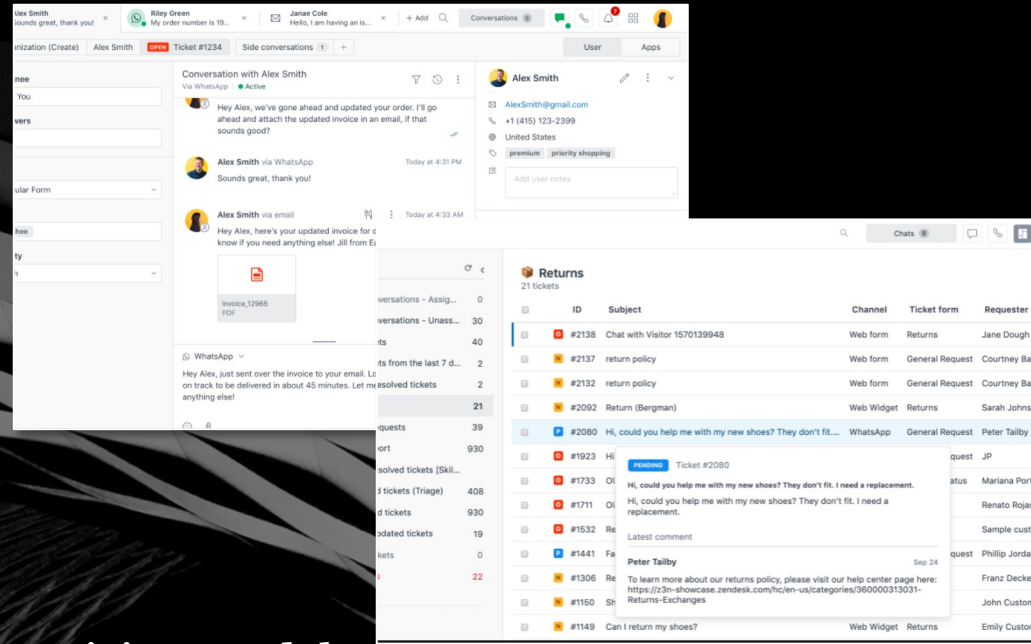 Alex Smith
sounds great, thank you!
Riley Green
My order number is 19...
Janae Cole
Hello, I am having an is...
+ Add
Conversations 0
7
nization (Create)
Alex Smith
OPEN Ticket #1234
Side conversations 1
+
User
Apps
nee
You
vers
ular Form
hee
ty
Conversation with Alex Smith
Via WhatsApp
Active
Hey Alex, we've gone ahead and updated your order. I'll go
ahead and attach the updated invoice in an email, if that
sounds good?
Alex Smith via WhatsApp
Today at 4:31 PM
Sounds great, thank you!
Alex Smith via email
Today at 4:33 AM
Hey Alex, here's your updated invoice for
know if you need anything else! Jill from
Invoice_12965
PDF
WhatsApp
Hey Alex, just sent over the invoice to your email.
on track to be delivered in about 45 minutes. Let me
anything else!
Alex Smith
AlexSmith@gmail.com
+1 (415) 123-2399
United States
premium
priority shopping
Add user notes
Chats 0
versations - Assig... 0
versations - Unass... 30
ets 40
ts from the last 7 d... 2
esolved tickets 2
21
equests 39
ort 930
solved tickets [Skil...
d tickets (Triage) 408
d tickets 930
pdated tickets 19
kets 0
s 22
Returns
21 tickets
ID Subject Channel Ticket form Requester
O #2138 Chat with Visitor 1570139948 Web form Returns Jane Dough
N #2137 return policy Web form General Request Courtney Ba
N #2132 return policy Web form General Request Courtney Ba
N #2092 Return (Bergman) Web Widget Returns Sarah Johns
P #2080 Hi, could you help me with my new shoes? They don't fit.... WhatsApp General Request Peter Tailby
O #1923 Hi quest JP
O #1733 Ol atus Mariana Port
O #1711 Ol Renato Rojas
O #1532 Re Sample cust
P #1441 Fa quest Phillip Jorda
N #1306 Re Franz Decke
N #1150 Sh John Custom
N #1149 Can I return my shoes? Web Widget Returns Emily Custom
PENDING Ticket #2080
Hi, could you help me with my new shoes? They don't fit. I need a replacement.
Hi, could you help me with my new shoes? They don't fit. I need a
replacement.
Latest comment
Peter Tailby
Sep 24
To learn more about our returns policy, please visit our help center page here:
https://z3n-showcase.zendesk.com/hc/en-us/categories/360000313031-
Returns-Exchanges